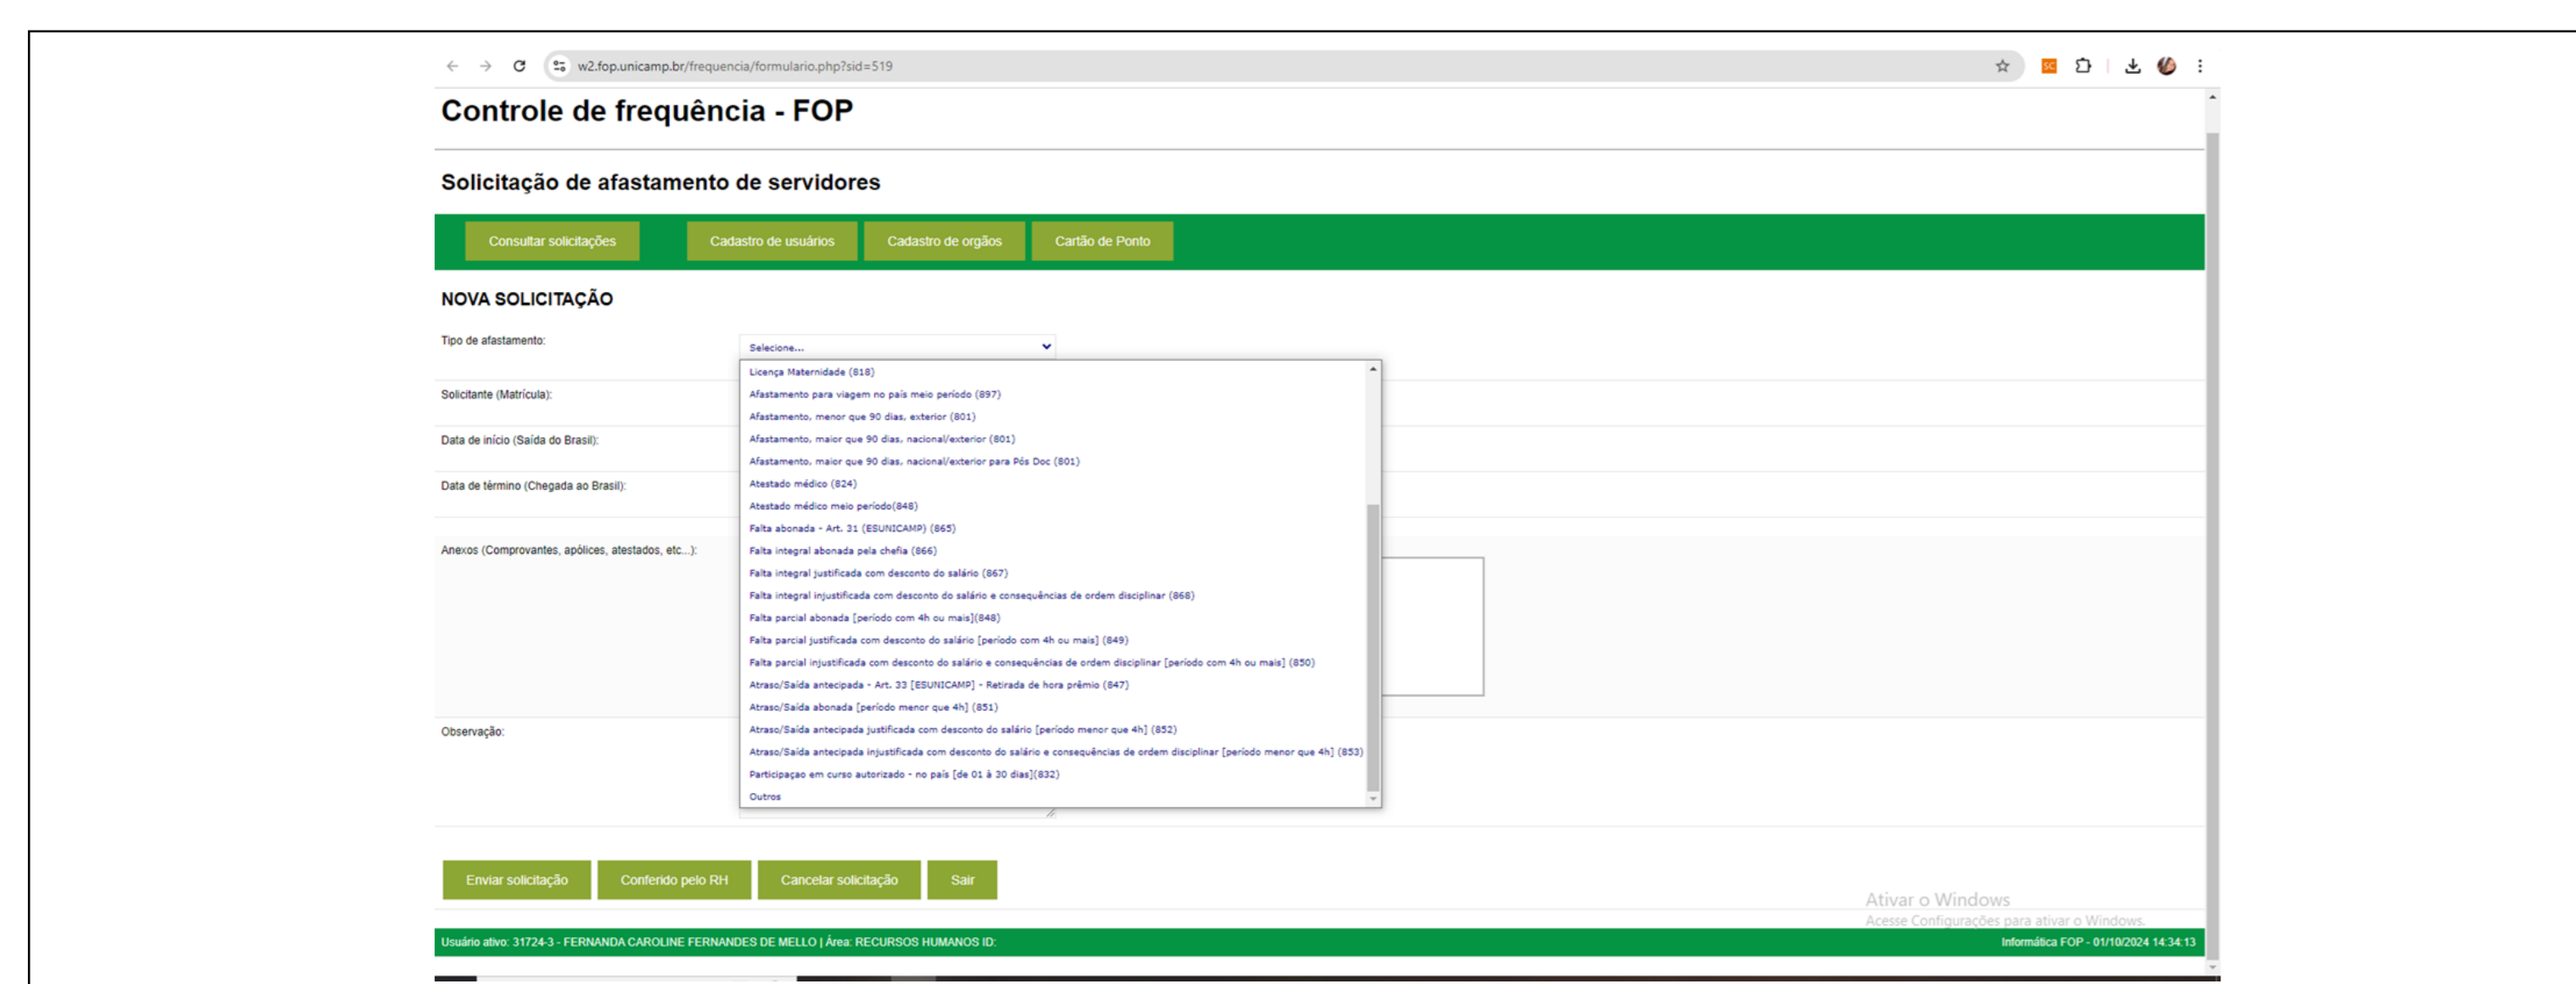 w2.fop.unicamp.br/frequencia/formulario.php?sid=519
SC
Controle de frequência - FOP
Solicitação de afastamento de servidores
Consultar solicitações Cadastro de usuários Cadastro de orgãos Cartão de Ponto
NOVA SOLICITAÇÃO
Tipo de afastamento:
Selecione...
Licença Maternidade (818)
Afastamento para viagem no país meio período (897)
Afastamento, menor que 90 dias, exterior (801)
Afastamento, maior que 90 dias, nacional/exterior (801)
Afastamento, maior que 90 dias, nacional/exterior para Pós Doc (801)
Atestado médico (824)
Atestado médico meio período(848)
Falta abonada - Art. 31 (ESUNICAMP) (865)
Falta integral abonada pela chefia (866)
Falta integral justificada com desconto do salário (867)
Falta integral injustificada com desconto do salário e consequências de ordem disciplinar (868)
Falta parcial abonada [período com 4h ou mais](848)
Falta parcial justificada com desconto do salário [período com 4h ou mais] (849)
Falta parcial injustificada com desconto do salário e consequências de ordem disciplinar [período com 4h ou mais] (850)
Atraso/Saída antecipada - Art. 33 [ESUNICAMP] - Retirada de hora prêmio (847)
Atraso/Saída abonada [período menor que 4h] (851)
Atraso/Saída antecipada justificada com desconto do salário [período menor que 4h] (852)
Atraso/Saída antecipada injustificada com desconto do salário e consequências de ordem disciplinar [período menor que 4h] (853)
Participaçao em curso autorizado - no país [de 01 à 30 dias](832)
Outros
Solicitante (Matrícula):
Data de início (Saída do Brasil):
Data de término (Chegada ao Brasil):
Anexos (Comprovantes, apólices, atestados, etc...):
Observação:
Enviar solicitação Conferido pelo RH Cancelar solicitação Sair
Ativar o Windows
Acesse Configurações para ativar o Windows.
Usuário ativo: 31724-3 - FERNANDA CAROLINE FERNANDES DE MELLO | Área: RECURSOS HUMANOS ID:
Informática FOP - 01/10/2024 14:34:13